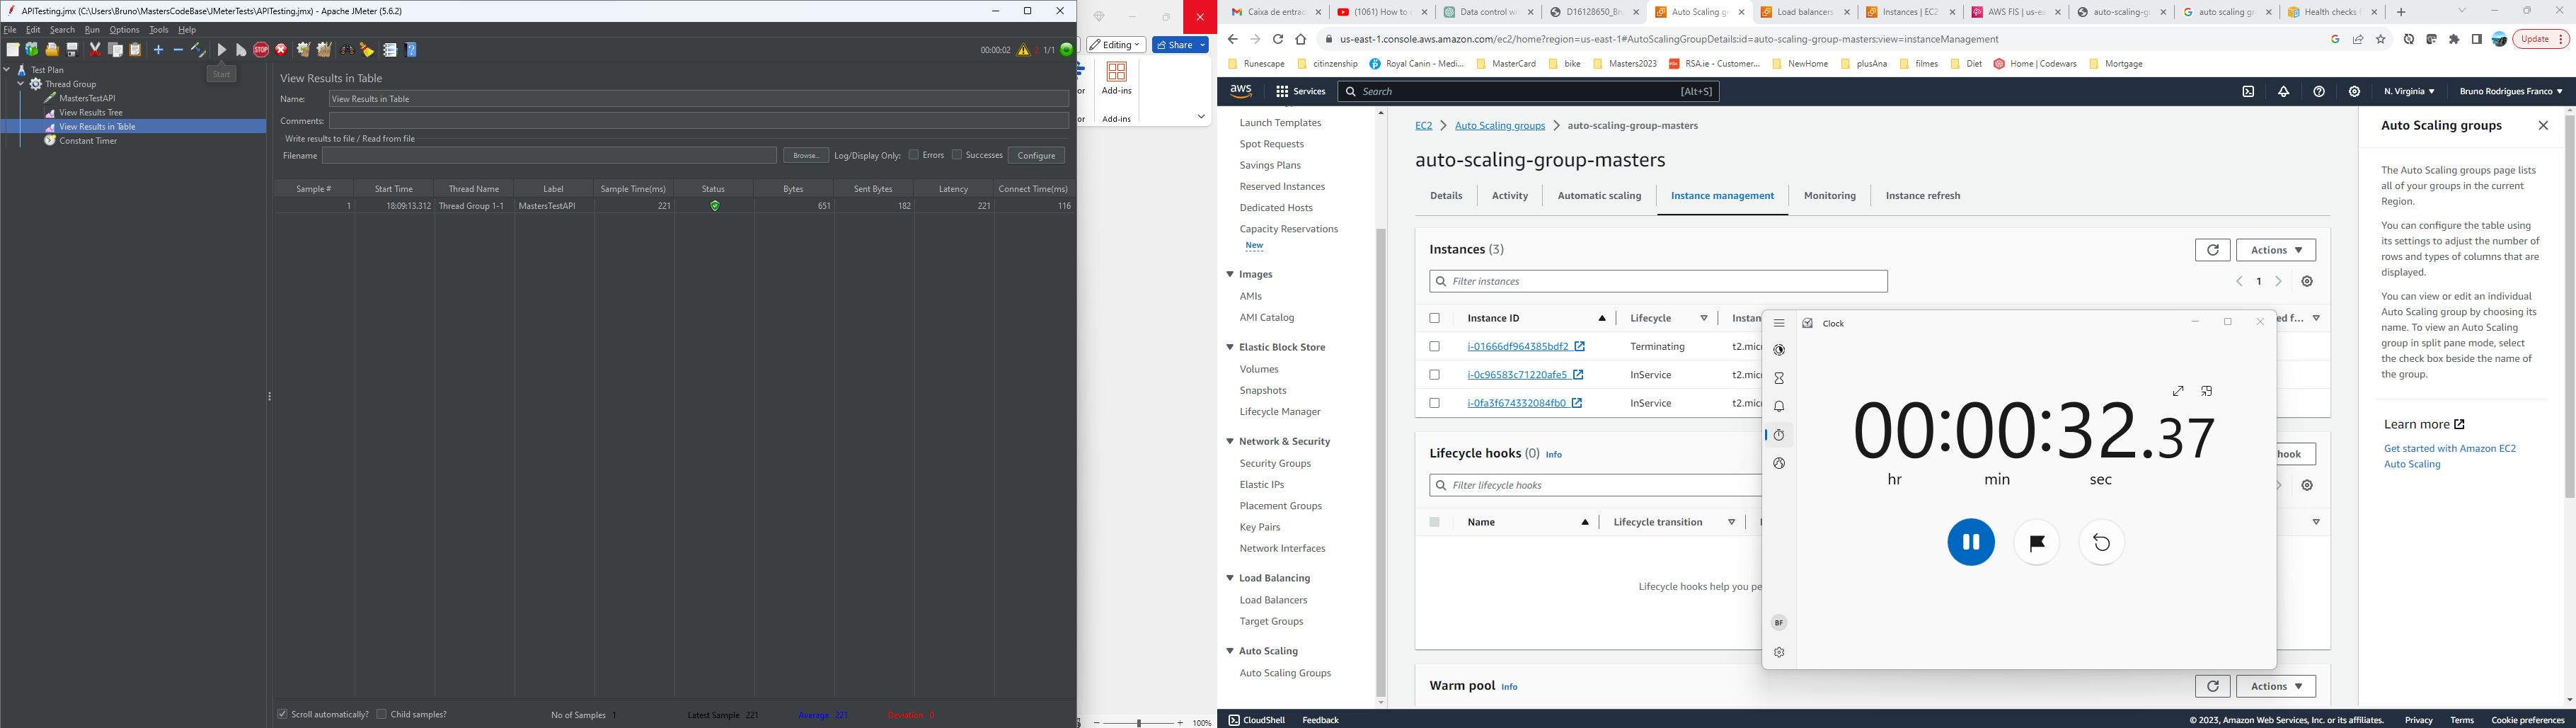 APITesting.jmx (C:\Users\Bruno\MastersCodeBase\JMeterTests\APITesting.jmx) - Apache JMeter (5.6.2)
File Edit Search Run Options Tools Help
00:00:02 1/1
Start
Test Plan
Thread Group
MastersTestAPI
View Results Tree
View Results in Table
Constant Timer
View Results in Table
Name: View Results in Table
Comments:
Write results to file / Read from file
Filename Browse... Log/Display Only: Errors Successes Configure
Sample # Start Time Thread Name Label Sample Time(ms) Status Bytes Sent Bytes Latency Connect Time(ms)
1 18:09:13.312 Thread Group 1-1 MastersTestAPI 221 651 182 221 116
Scroll automatically? Child samples? No of Samples 1 Latest Sample 221 Average 221 Deviation 0
Editing Share
or Add-ins
or Add-ins
100%
Caixa de entrad
(1061) How to
Data control w
D16128650_Br
Auto Scaling g
Load balancers
Instances | EC2
AWS FIS | us-ea
auto-scaling-g
auto scaling g
Health checks f
us-east-1.console.aws.amazon.com/ec2/home?region=us-east-1#AutoScalingGroupDetails:id=auto-scaling-group-masters;view=instanceManagement
Update
Runescape citizenship Royal Canin - Medi... MasterCard bike Masters2023 RSA.ie - Customer... NewHome plusAna filmes Diet Home | Codewars Mortgage
aws Services Search [Alt+S] N. Virginia Bruno Rodrigues Franco
Launch Templates
Spot Requests
Savings Plans
Reserved Instances
Dedicated Hosts
Capacity Reservations
New
Images
AMIs
AMI Catalog
Elastic Block Store
Volumes
Snapshots
Lifecycle Manager
Network & Security
Security Groups
Elastic IPs
Placement Groups
Key Pairs
Network Interfaces
Load Balancing
Load Balancers
Target Groups
Auto Scaling
Auto Scaling Groups
EC2 Auto Scaling groups auto-scaling-group-masters
auto-scaling-group-masters
Details Activity Automatic scaling Instance management Monitoring Instance refresh
Instances (3)
Actions
Filter instances
1
Instance ID Lifecycle Instan ed f...
i-01666df964385bdf2 Terminating t2.mic
i-0c96583c71220afe5 InService t2.mic
i-0fa3f674332084fb0 InService t2.mic
Lifecycle hooks (0) Info
hook
Filter lifecycle hooks
Name Lifecycle transition
Lifecycle hooks help you pe
Warm pool Info
Actions
Clock
00:00:32.37
hr min sec
BF
Auto Scaling groups
The Auto Scaling groups page lists
all of your groups in the current
Region.
You can configure the table using
its settings to adjust the number of
rows and types of columns that are
displayed.
You can view or edit an individual
Auto Scaling group by choosing its
name. To view an Auto Scaling
group in split pane mode, select
the check box beside the name of
the group.
Learn more
Get started with Amazon EC2
Auto Scaling
CloudShell Feedback © 2023, Amazon Web Services, Inc. or its affiliates. Privacy Terms Cookie preferences